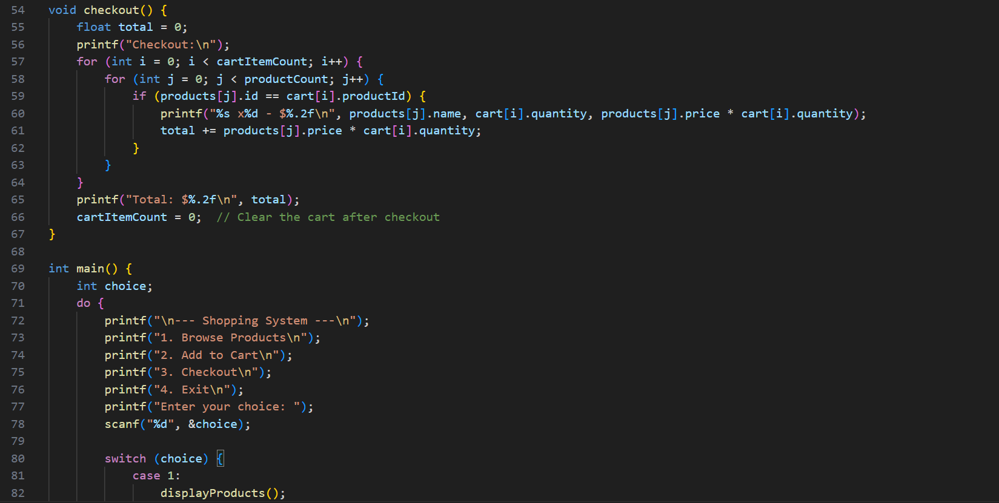 54 void checkout() {
55     float total = 0;
56     printf("Checkout:\n");
57     for (int i = 0; i < cartItemCount; i++) {
58         for (int j = 0; j < productCount; j++) {
59             if (products[j].id == cart[i].productId) {
60                 printf("%s x%d - $%.2f\n", products[j].name, cart[i].quantity, products[j].price * cart[i].quantity);
61                 total += products[j].price * cart[i].quantity;
62             }
63         }
64     }
65     printf("Total: $%.2f\n", total);
66     cartItemCount = 0;  // Clear the cart after checkout
67 }
68
69 int main() {
70     int choice;
71     do {
72         printf("\n--- Shopping System ---\n");
73         printf("1. Browse Products\n");
74         printf("2. Add to Cart\n");
75         printf("3. Checkout\n");
76         printf("4. Exit\n");
77         printf("Enter your choice: ");
78         scanf("%d", &choice);
79
80         switch (choice) {
81             case 1:
82                 displayProducts();